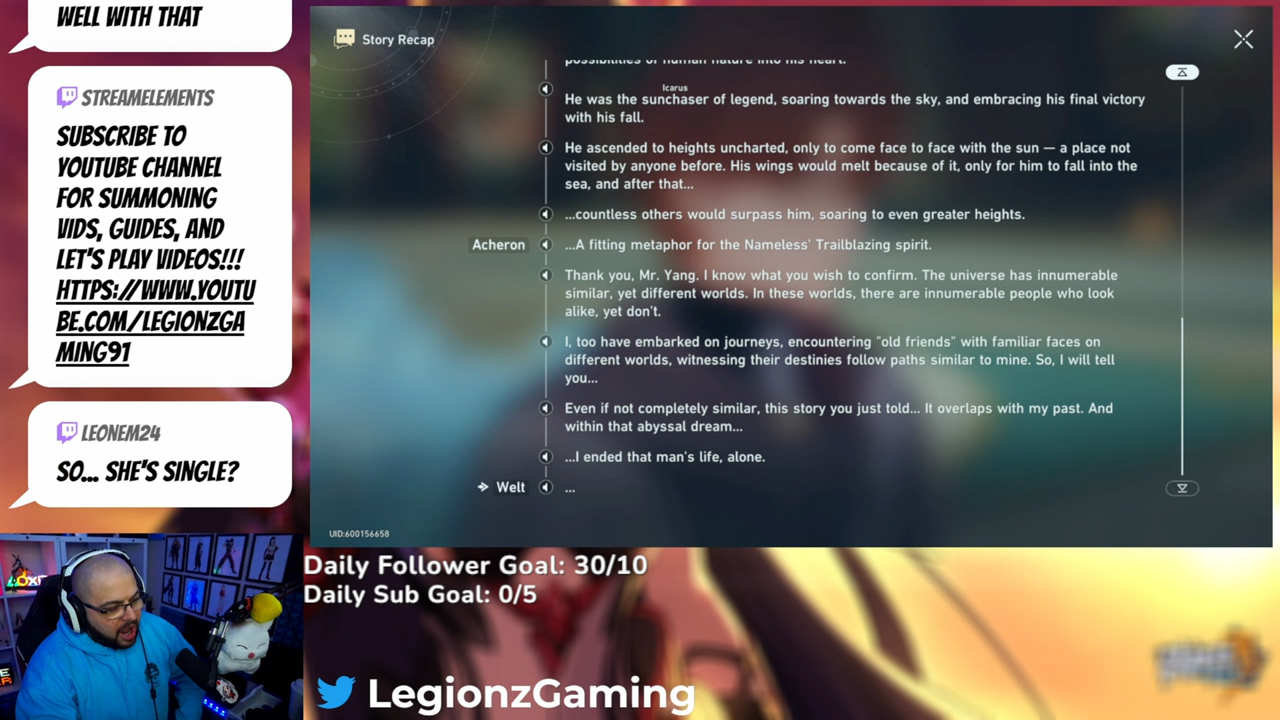 WELL WITH THAT
STREAMELEMENTS
SUBSCRIBE TO
YOUTUBE CHANNEL
FOR SUMMONING
VIDS, GUIDES, AND
LET'S PLAY VIDEOS!!!
HTTPS://WWW.YOUTU
BE.COM/LEGIONZGA
MING91
LEONEM24
SO... SHE'S SINGLE?
Story Recap
possibilities of human nature into his heart.
Icarus
He was the sunchaser of legend, soaring towards the sky, and embracing his final victory
with his fall.
He ascended to heights uncharted, only to come face to face with the sun — a place not
visited by anyone before. His wings would melt because of it, only for him to fall into the
sea, and after that...
...countless others would surpass him, soaring to even greater heights.
Acheron
...A fitting metaphor for the Nameless' Trailblazing spirit.
Thank you, Mr. Yang. I know what you wish to confirm. The universe has innumerable
similar, yet different worlds. In these worlds, there are innumerable people who look
alike, yet don't.
I, too have embarked on journeys, encountering "old friends" with familiar faces on
different worlds, witnessing their destinies follow paths similar to mine. So, I will tell
you...
Even if not completely similar, this story you just told... It overlaps with my past. And
within that abyssal dream...
...I ended that man's life, alone.
Welt
...
UID:600156658
Daily Follower Goal: 30/10
Daily Sub Goal: 0/5
LegionzGaming